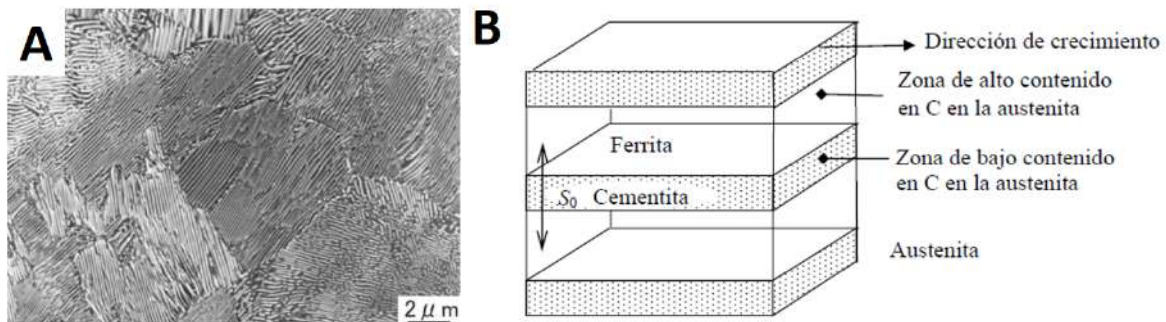 A
2 μm
B
Dirección de crecimiento
Zona de alto contenido
en C en la austenita
Ferrita
Zona de bajo contenido
en C en la austenita
S₀ Cementita
Austenita